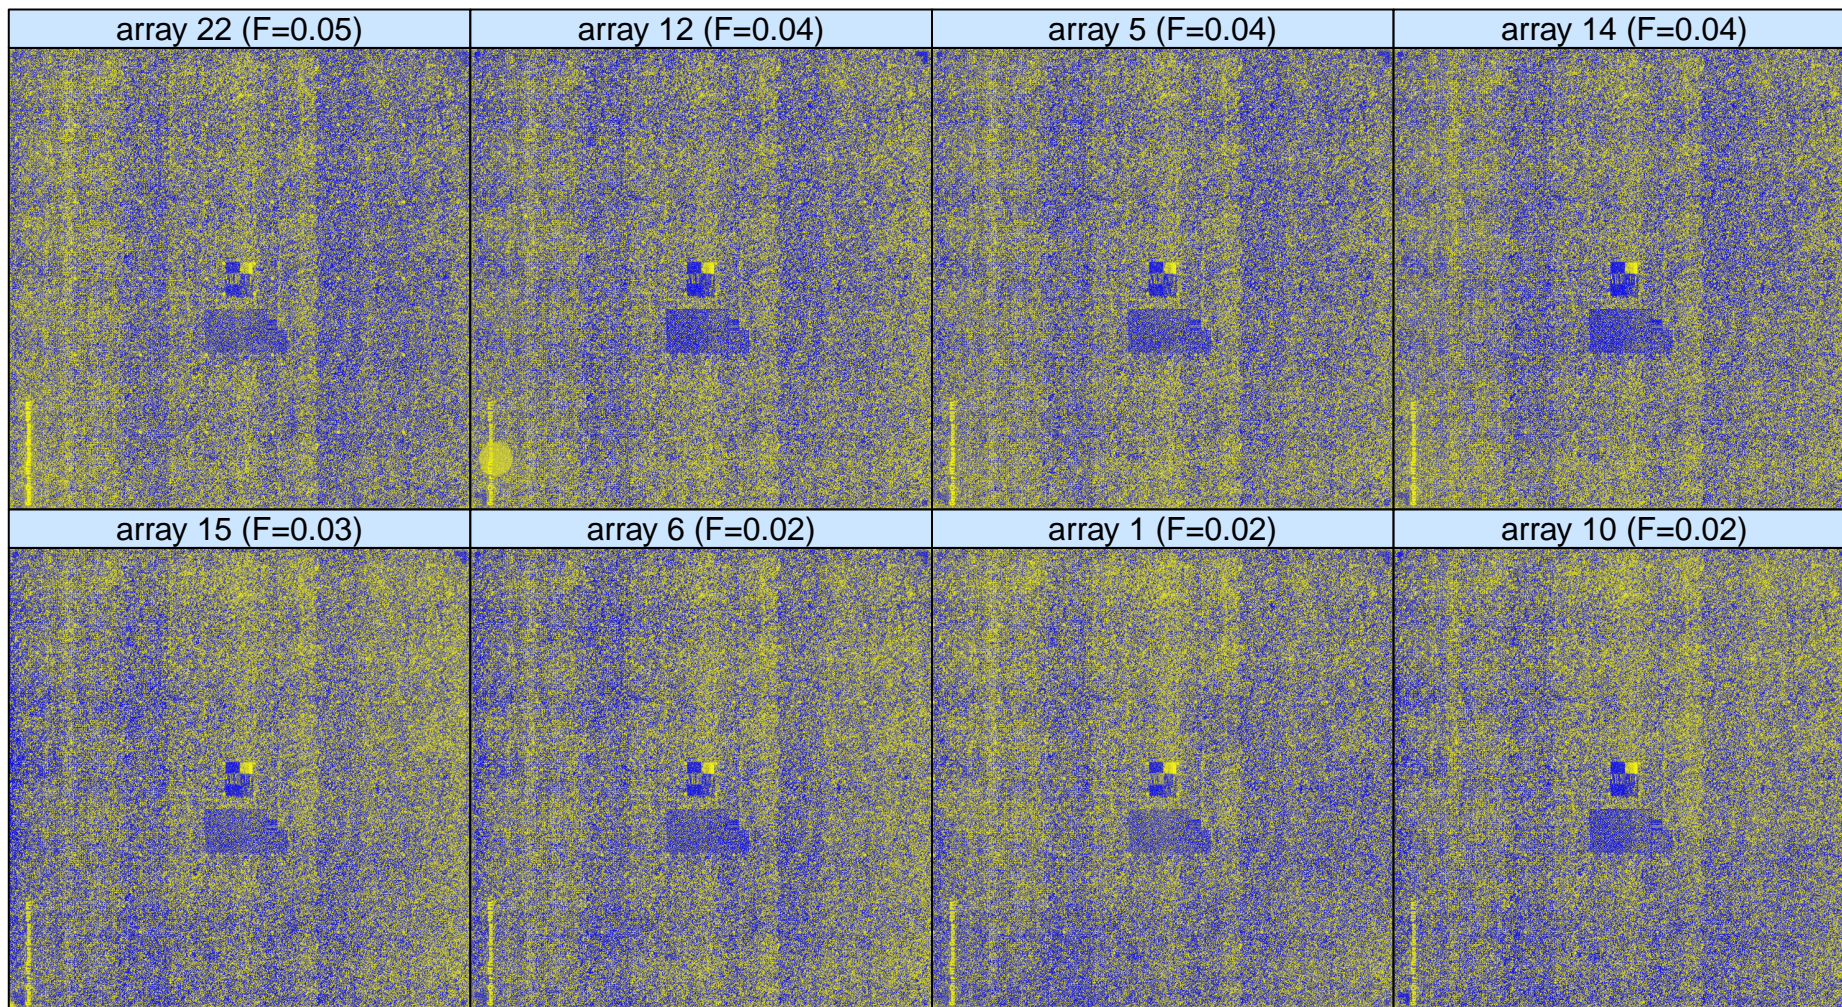 array 22 (F=0.05)
array 12 (F=0.04)
array 5 (F=0.04)
array 14 (F=0.04)
array 15 (F=0.03)
array 6 (F=0.02)
array 1 (F=0.02)
array 10 (F=0.02)